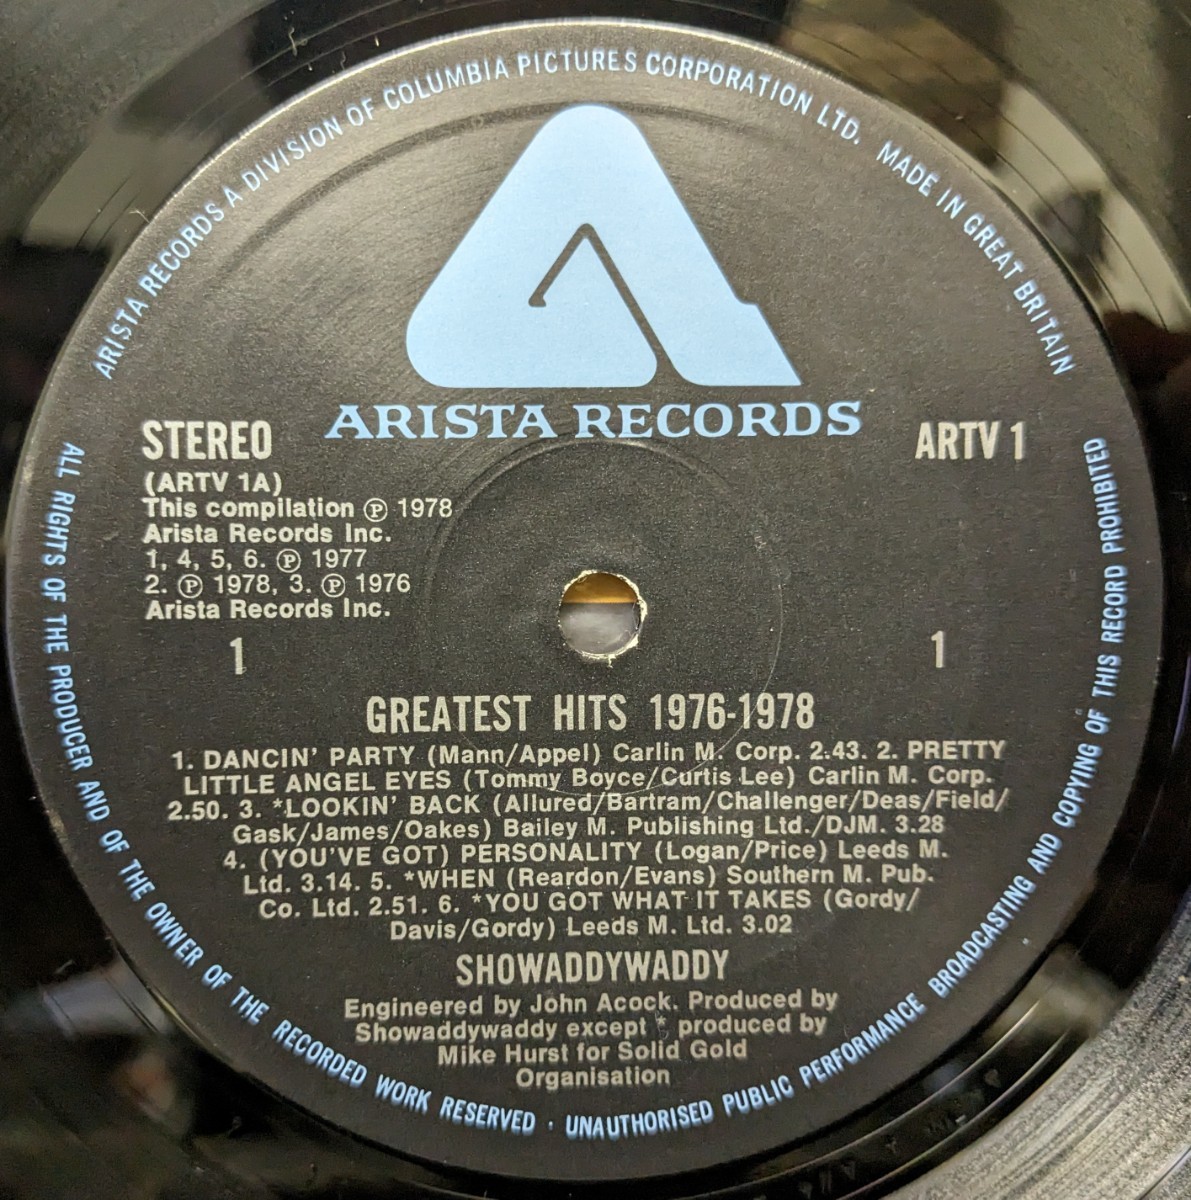 ARISTA RECORDS A DIVISION OF COLUMBIA PICTURES CORPORATION LTD. MADE IN GREAT BRITAIN
ARISTA RECORDS
STEREO
ARTV 1
(ARTV 1A)
This compilation ℗ 1978
Arista Records Inc.
1, 4, 5, 6. ℗ 1977
2. ℗ 1978, 3. ℗ 1976
Arista Records Inc.
1
1
GREATEST HITS 1976-1978
1. DANCIN' PARTY (Mann/Appel) Carlin M. Corp. 2.43. 2. PRETTY
LITTLE ANGEL EYES (Tommy Boyce/Curtis Lee) Carlin M. Corp.
2.50. 3. *LOOKIN' BACK (Allured/Bartram/Challenger/Deas/Field/
Gask/James/Oakes) Bailey M. Publishing Ltd./DJM. 3.28
4. (YOU'VE GOT) PERSONALITY (Logan/Price) Leeds M.
Ltd. 3.14. 5. *WHEN (Reardon/Evans) Southern M. Pub.
Co. Ltd. 2.51. 6. *YOU GOT WHAT IT TAKES (Gordy/
Davis/Gordy) Leeds M. Ltd. 3.02
SHOWADDYWADDY
Engineered by John Acock. Produced by
Showaddywaddy except * produced by
Mike Hurst for Solid Gold
Organisation
ALL RIGHTS OF THE PRODUCER AND OF THE OWNER OF THE RECORDED WORK RESERVED · UNAUTHORISED PUBLIC PERFORMANCE BROADCASTING AND COPYING OF THIS RECORD PROHIBITED